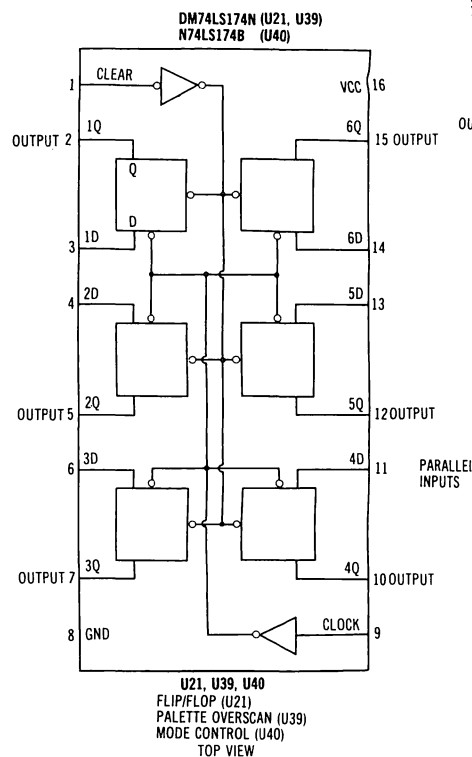 DM74LS174N (U21, U39)
N74LS174B (U40)
1 CLEAR
VCC 16
1Q
6Q
OUTPUT 2
15 OUTPUT
OU
Q
D
3 1D
6D 14
4 2D
5D 13
OUTPUT 5 2Q
5Q 12 OUTPUT
6 3D
4D 11
PARALLEL
INPUTS
3Q
4Q
OUTPUT 7
10 OUTPUT
8 GND
CLOCK 9
U21, U39, U40
FLIP/FLOP (U21)
PALETTE OVERSCAN (U39)
MODE CONTROL (U40)
TOP VIEW